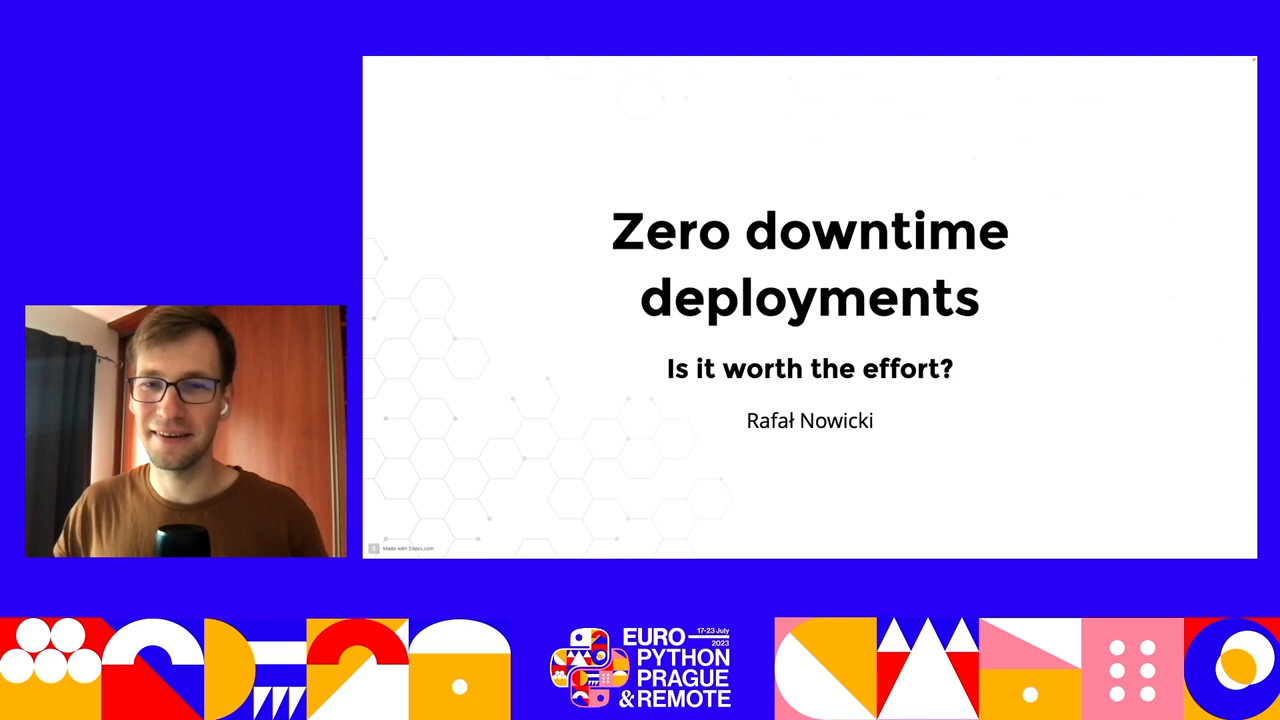 Zero downtime
deployments
Is it worth the effort?
Rafał Nowicki
Made with Slides.com
EURO
17-23 July
2023
PYTHON
PRAGUE
&REMOTE